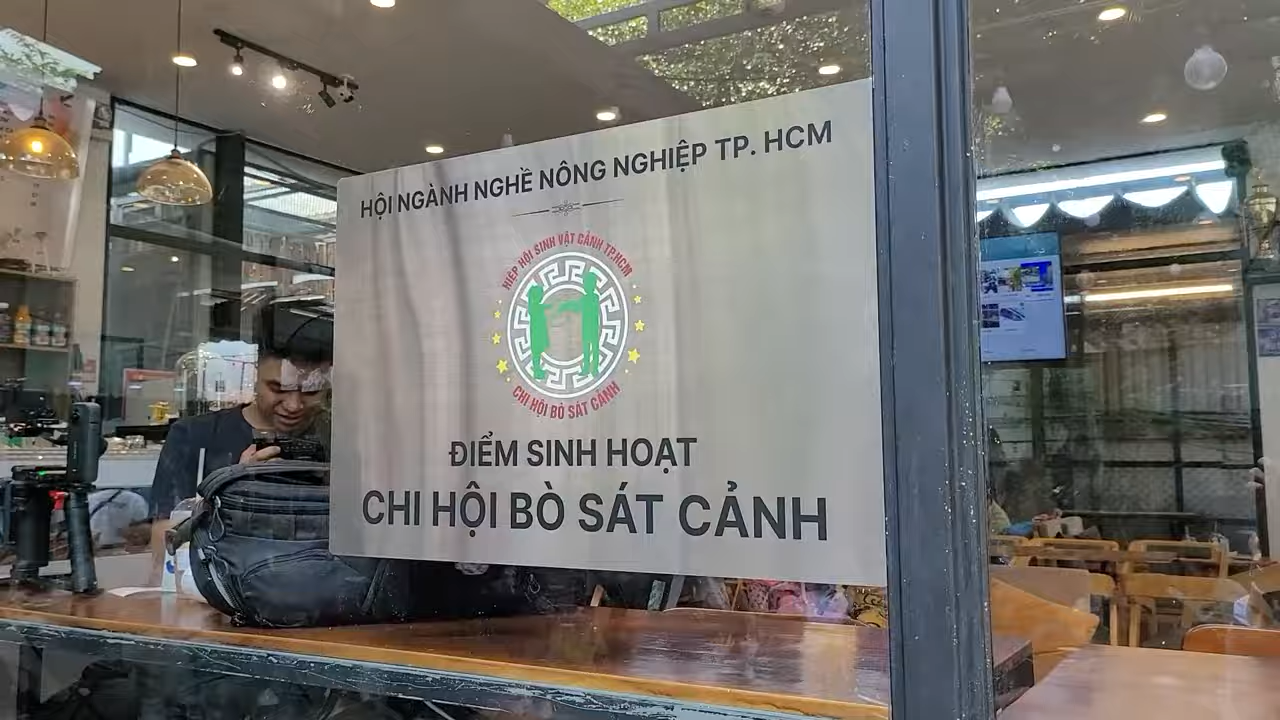 HỘI NGÀNH NGHỀ NÔNG NGHIỆP TP. HCM
HIỆP HỘI SINH VẬT CẢNH TP.HCM
CHI HỘI BÒ SÁT CẢNH
ĐIỂM SINH HOẠT
CHI HỘI BÒ SÁT CẢNH